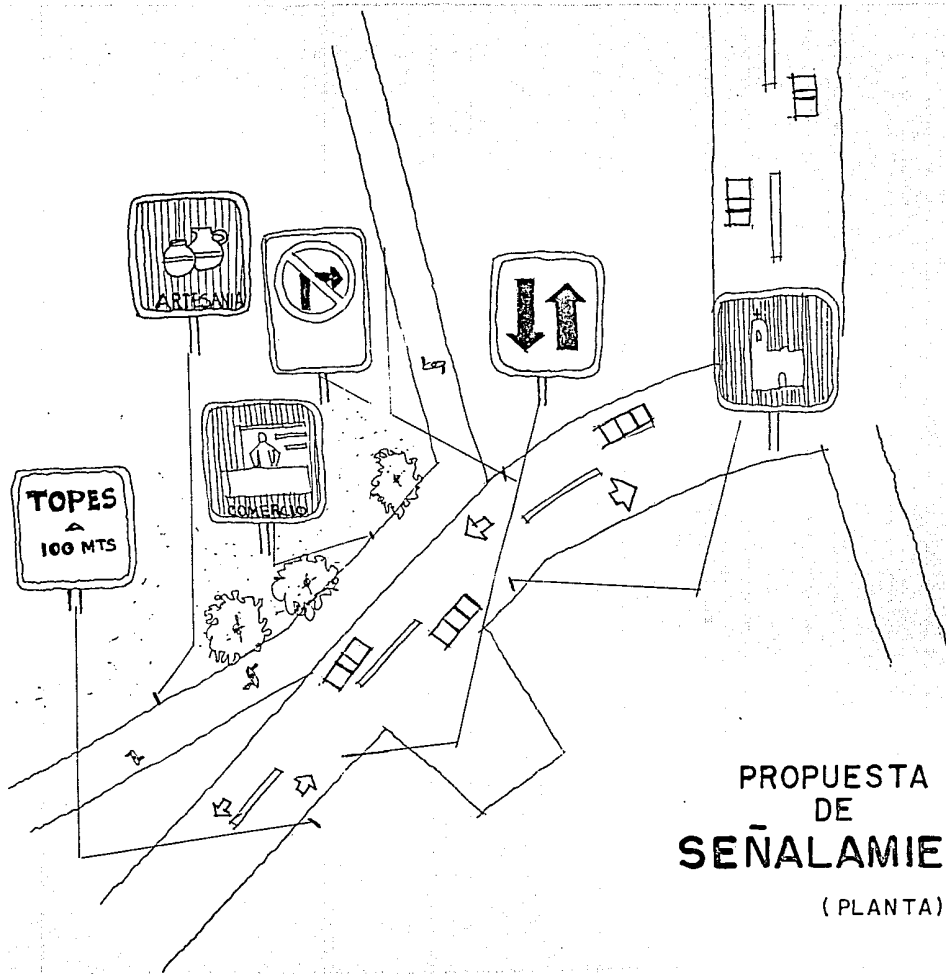 ARTESANIA
COMERCIO
TOPES
A
100 MTS
PROPUESTA
DE
SEÑALAMIE
(PLANTA)